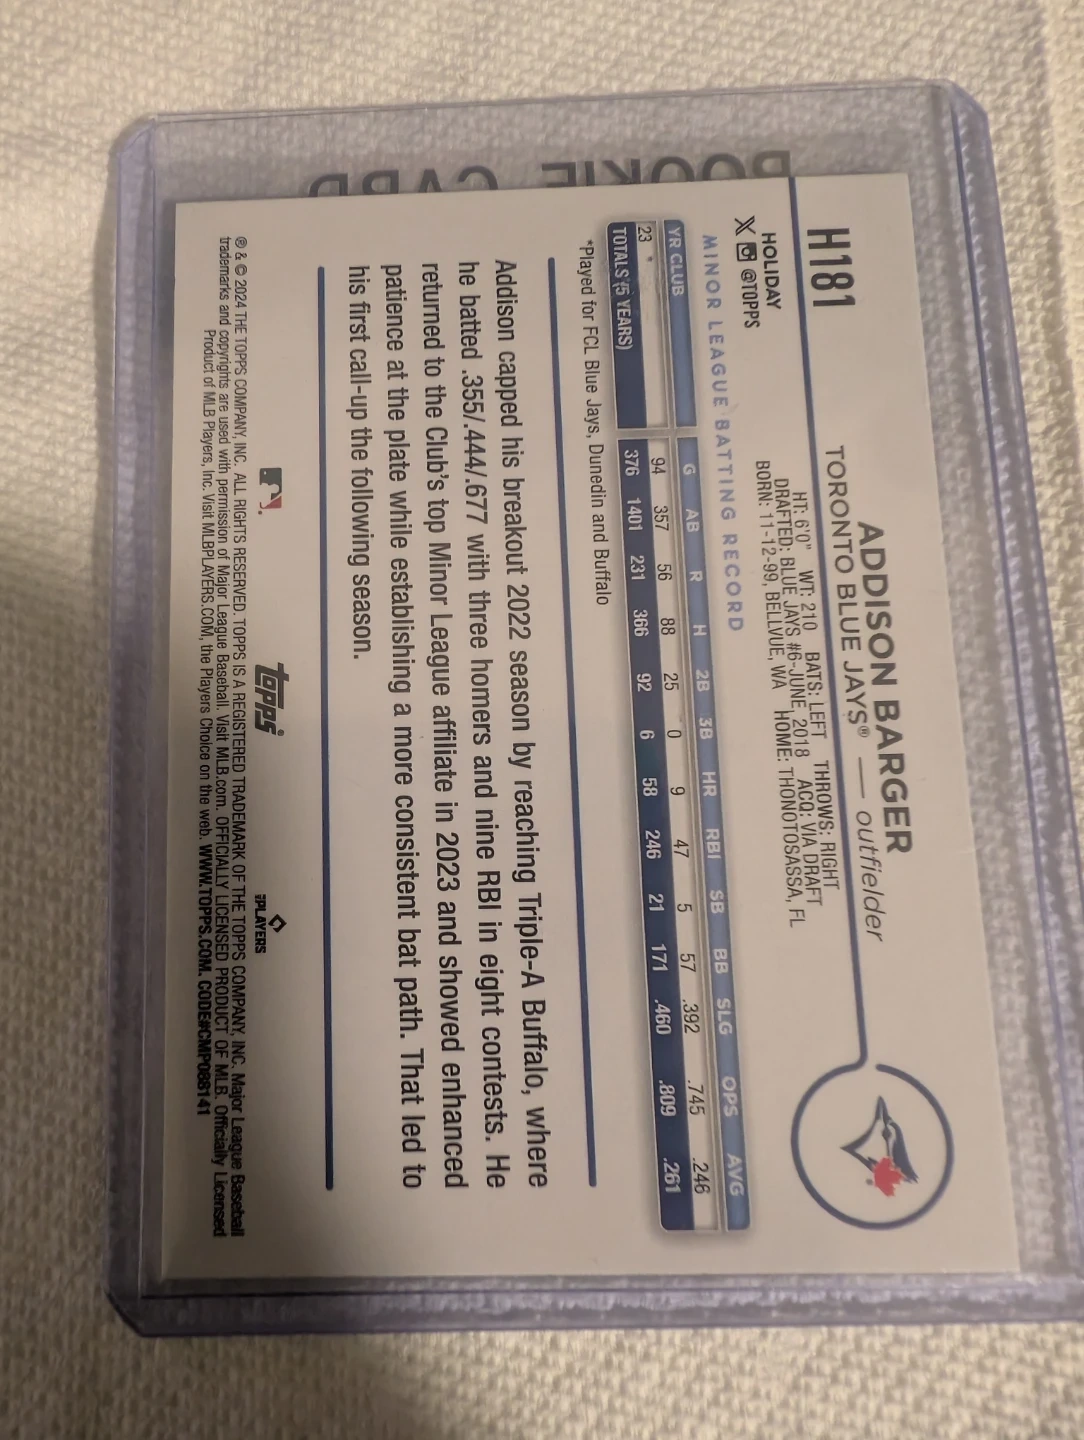 ROOKIE CARD
H181
ADDISON BARGER
TORONTO BLUE JAYS® — outfielder
HT: 6'0" WT: 210 BATS: LEFT THROWS: RIGHT
DRAFTED: BLUE JAYS #6-JUNE, 2018 ACQ: VIA DRAFT
BORN: 11-12-99, BELLVUE, WA HOME: THONOTOSASSA, FL
HOLIDAY
@TOPPS
MINOR LEAGUE BATTING RECORD
YR CLUB G AB R H 2B 3B HR RBI SB BB SLG OPS AVG
23 * 94 357 56 88 25 0 9 47 5 57 .392 .745 .246
TOTALS (5 YEARS) 376 1401 231 366 92 6 58 246 21 171 .460 .809 .261
*Played for FCL Blue Jays, Dunedin and Buffalo
Addison capped his breakout 2022 season by reaching Triple-A Buffalo, where
he batted .355/.444/.677 with three homers and nine RBI in eight contests. He
returned to the Club's top Minor League affiliate in 2023 and showed enhanced
patience at the plate while establishing a more consistent bat path. That led to
his first call-up the following season.
topps
PLAYERS
® & © 2024 THE TOPPS COMPANY, INC. ALL RIGHTS RESERVED. TOPPS IS A REGISTERED TRADEMARK OF THE TOPPS COMPANY, INC. Major League Baseball
trademarks and copyrights are used with permission of Major League Baseball. Visit MLB.com. OFFICIALLY LICENSED PRODUCT OF MLB. Officially Licensed
Product of MLB Players, Inc. Visit MLBPLAYERS.COM, the Players Choice on the web. WWW.TOPPS.COM. CODE#CMP086141